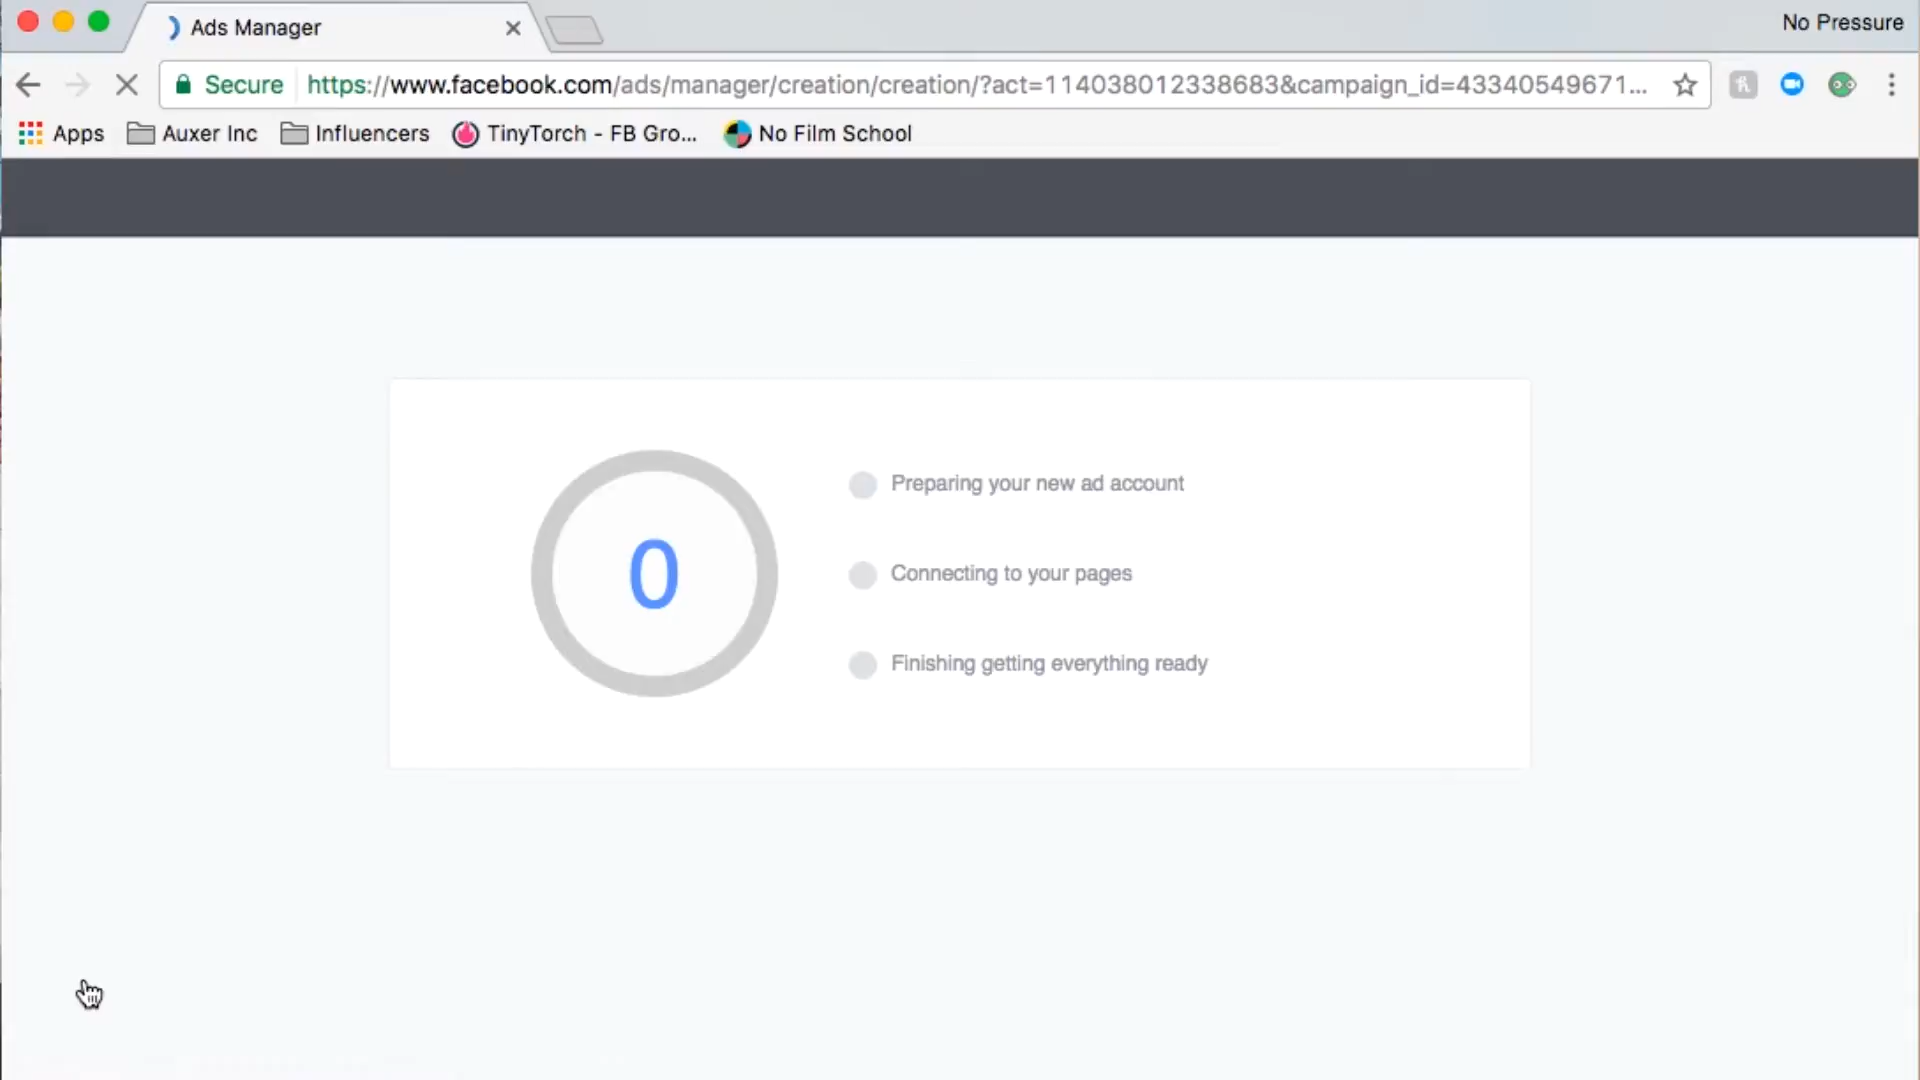 Ads Manager
No Pressure
Secure https://www.facebook.com/ads/manager/creation/creation/?act=114038012338683&campaign_id=43340549671...
Apps Auxer Inc Influencers TinyTorch - FB Gro... No Film School
Preparing your new ad account
0
Connecting to your pages
Finishing getting everything ready